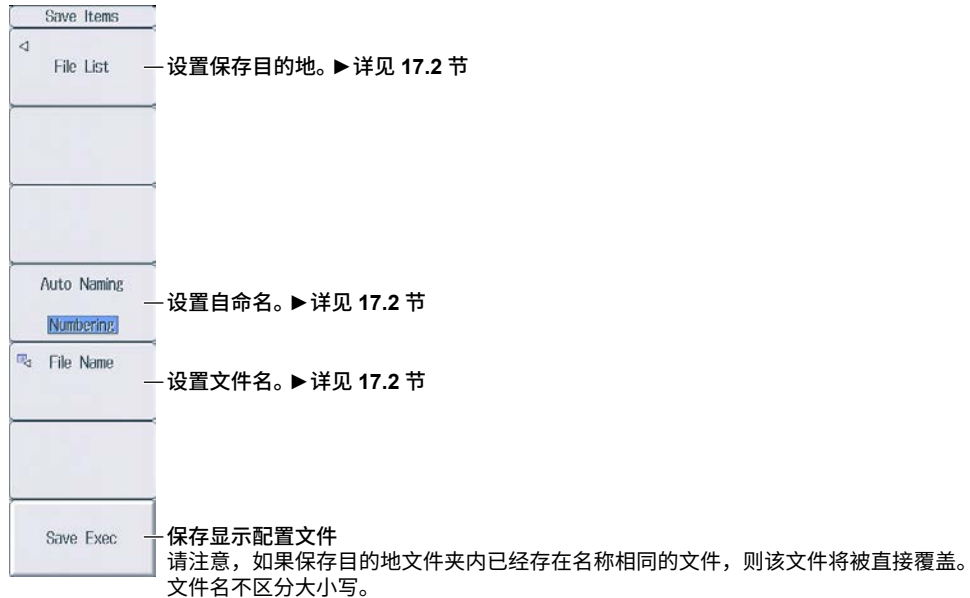 Save Items
File List
设置保存目的地。►详见 17.2 节
Auto Naming
Numbering
设置自命名。►详见 17.2 节
File Name
设置文件名。►详见 17.2 节
Save Exec
保存显示配置文件
请注意，如果保存目的地文件夹内已经存在名称相同的文件，则该文件将被直接覆盖。
文件名不区分大小写。